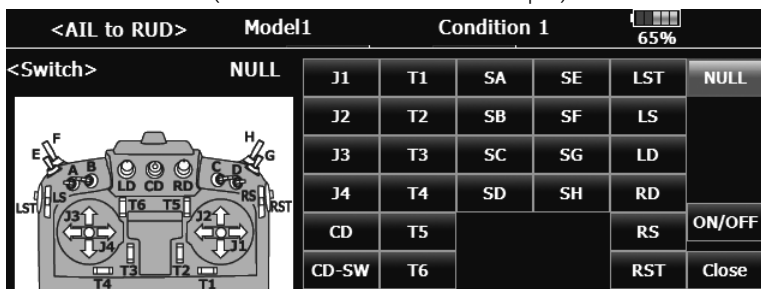 <AIL to RUD> Model1 Condition 1 65%
<Switch> NULL
J1 T1 SA SE LST NULL
J2 T2 SB SF LS
J3 T3 SC SG LD
J4 T4 SD SH RD
CD T5 RS ON/OFF
CD-SW T6 RST Close
F H
E A B C D G
LD CD RD
LST LS T6 T5 RS RST
J3 J2
J4 J1
T3 T2
T4 T1